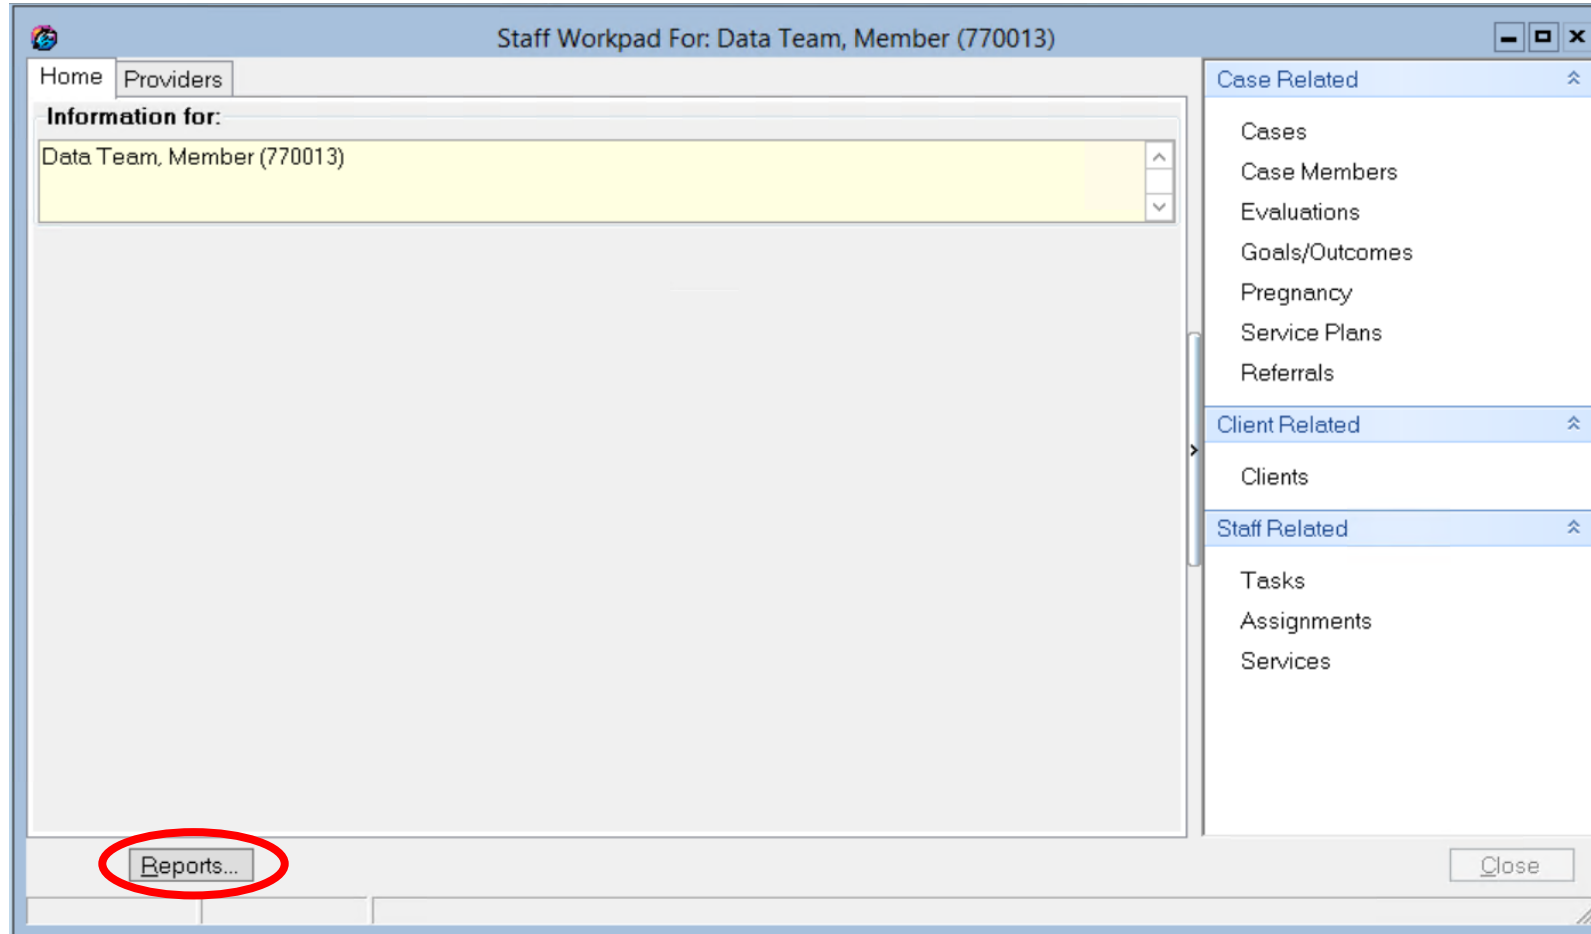 Staff Workpad For: Data Team, Member (770013)
Home
Providers
Information for:
Data Team, Member (770013)
Case Related
Cases
Case Members
Evaluations
Goals/Outcomes
Pregnancy
Service Plans
Referrals
Client Related
Clients
Staff Related
Tasks
Assignments
Services
Reports...
Close